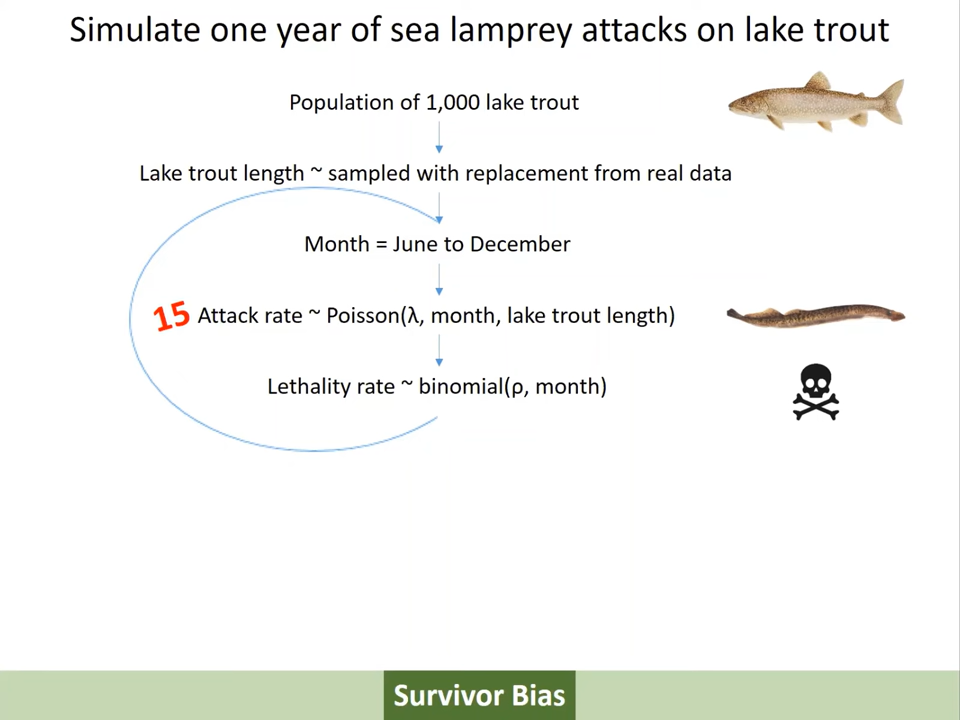 Simulate one year of sea lamprey attacks on lake trout
Population of 1,000 lake trout
Lake trout length ~ sampled with replacement from real data
Month = June to December
15 Attack rate ~ Poisson(λ, month, lake trout length)
Lethality rate ~ binomial(ρ, month)
Survivor Bias